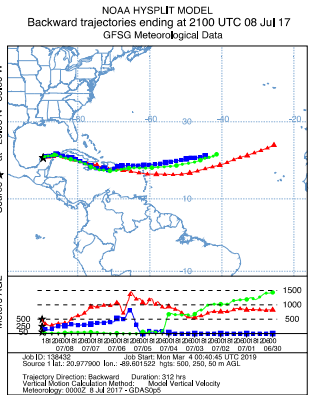 NOAA HYSPLIT MODEL
Backward trajectories ending at 2100 UTC 08 Jul 17
GFSG Meteorological Data
-80
-60
-40
-20
10
-10
1500
1000
500
500
250
50
07/08 07/07 07/06 07/05 07/04 07/03 07/02 07/01 06/30
Job ID: 138432 Job Start: Mon Mar 4 00:40:45 UTC 2019
Source 1 lat.: 20.977900 lon.: -89.601522 hgts: 500, 250, 50 m AGL
Trajectory Direction: Backward Duration: 312 hrs
Vertical Motion Calculation Method: Model Vertical Velocity
Meteorology: 0000Z 8 Jul 2017 - GDAS0p5